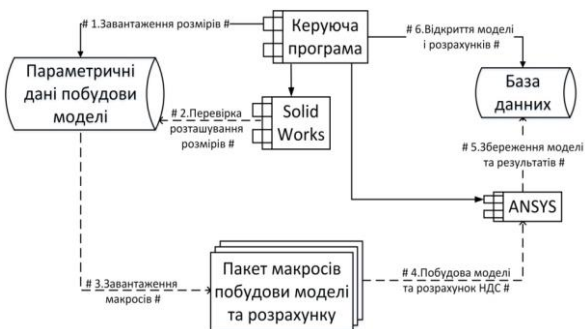 # 1.Завантаження розмірів #
Керуюча
програма
# 6.Відкриття моделі
і розрахунків #
Параметричні
дані побудови
моделі
# 2.Перевірка
розташування
розмірів #
Solid
Works
База
данних
# 5.Збереження моделі
та результатів #
ANSYS
# 3.Завантаження
макросів #
Пакет макросів
побудови моделі
та розрахунку
# 4.Побудова моделі
та розрахунок НДС #